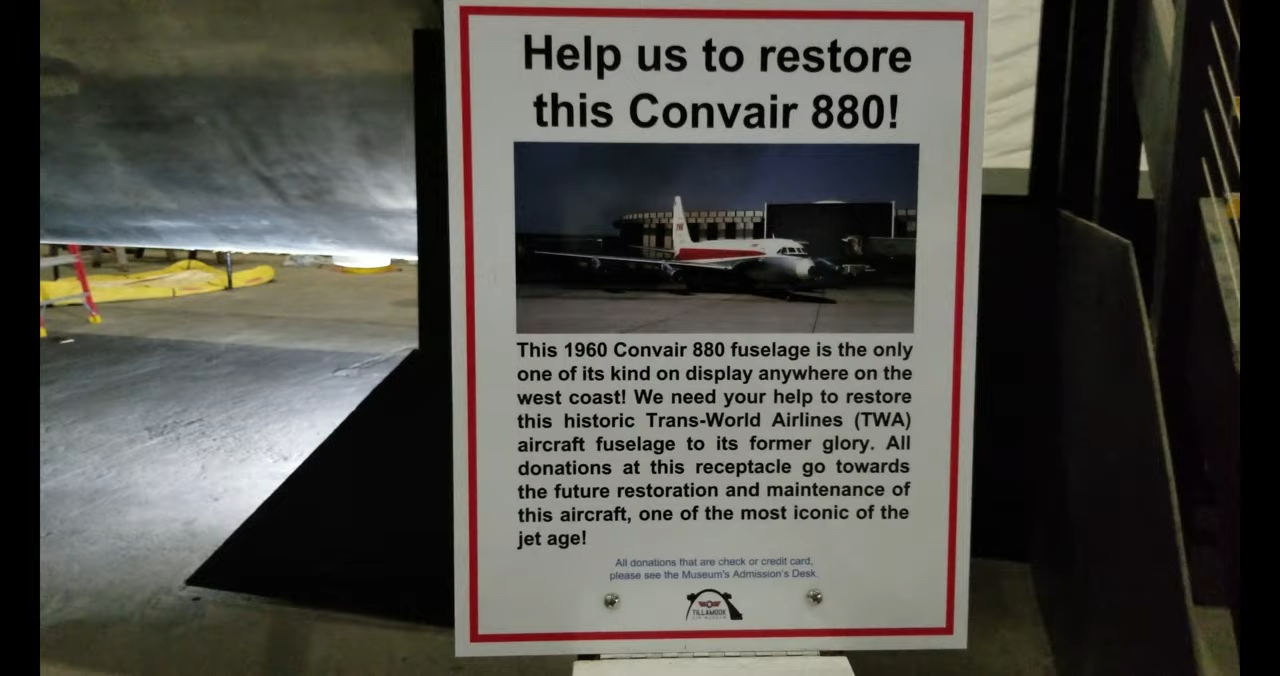 Help us to restore
this Convair 880!
This 1960 Convair 880 fuselage is the only
one of its kind on display anywhere on the
west coast! We need your help to restore
this historic Trans-World Airlines (TWA)
aircraft fuselage to its former glory. All
donations at this receptacle go towards
the future restoration and maintenance of
this aircraft, one of the most iconic of the
jet age!
All donations that are check or credit card,
please see the Museum's Admission's Desk.
TILLAMOOK
AIR MUSEUM